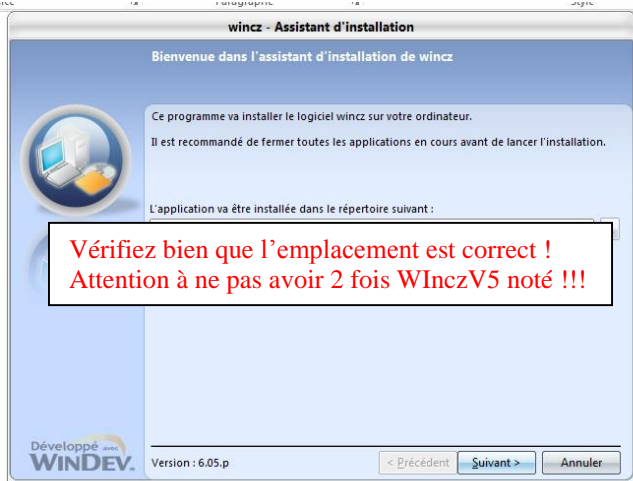 Paragraphe
Style
wincz - Assistant d'installation
Bienvenue dans l'assistant d'installation de wincz
Ce programme va installer le logiciel wincz sur votre ordinateur.
Il est recommandé de fermer toutes les applications en cours avant de lancer l'installation.
L'application va être installée dans le répertoire suivant :
Vérifiez bien que l'emplacement est correct !
Attention à ne pas avoir 2 fois WInczV5 noté !!!
Développé avec
WINDEV.
Version : 6.05.p
< Précédent
Suivant >
Annuler